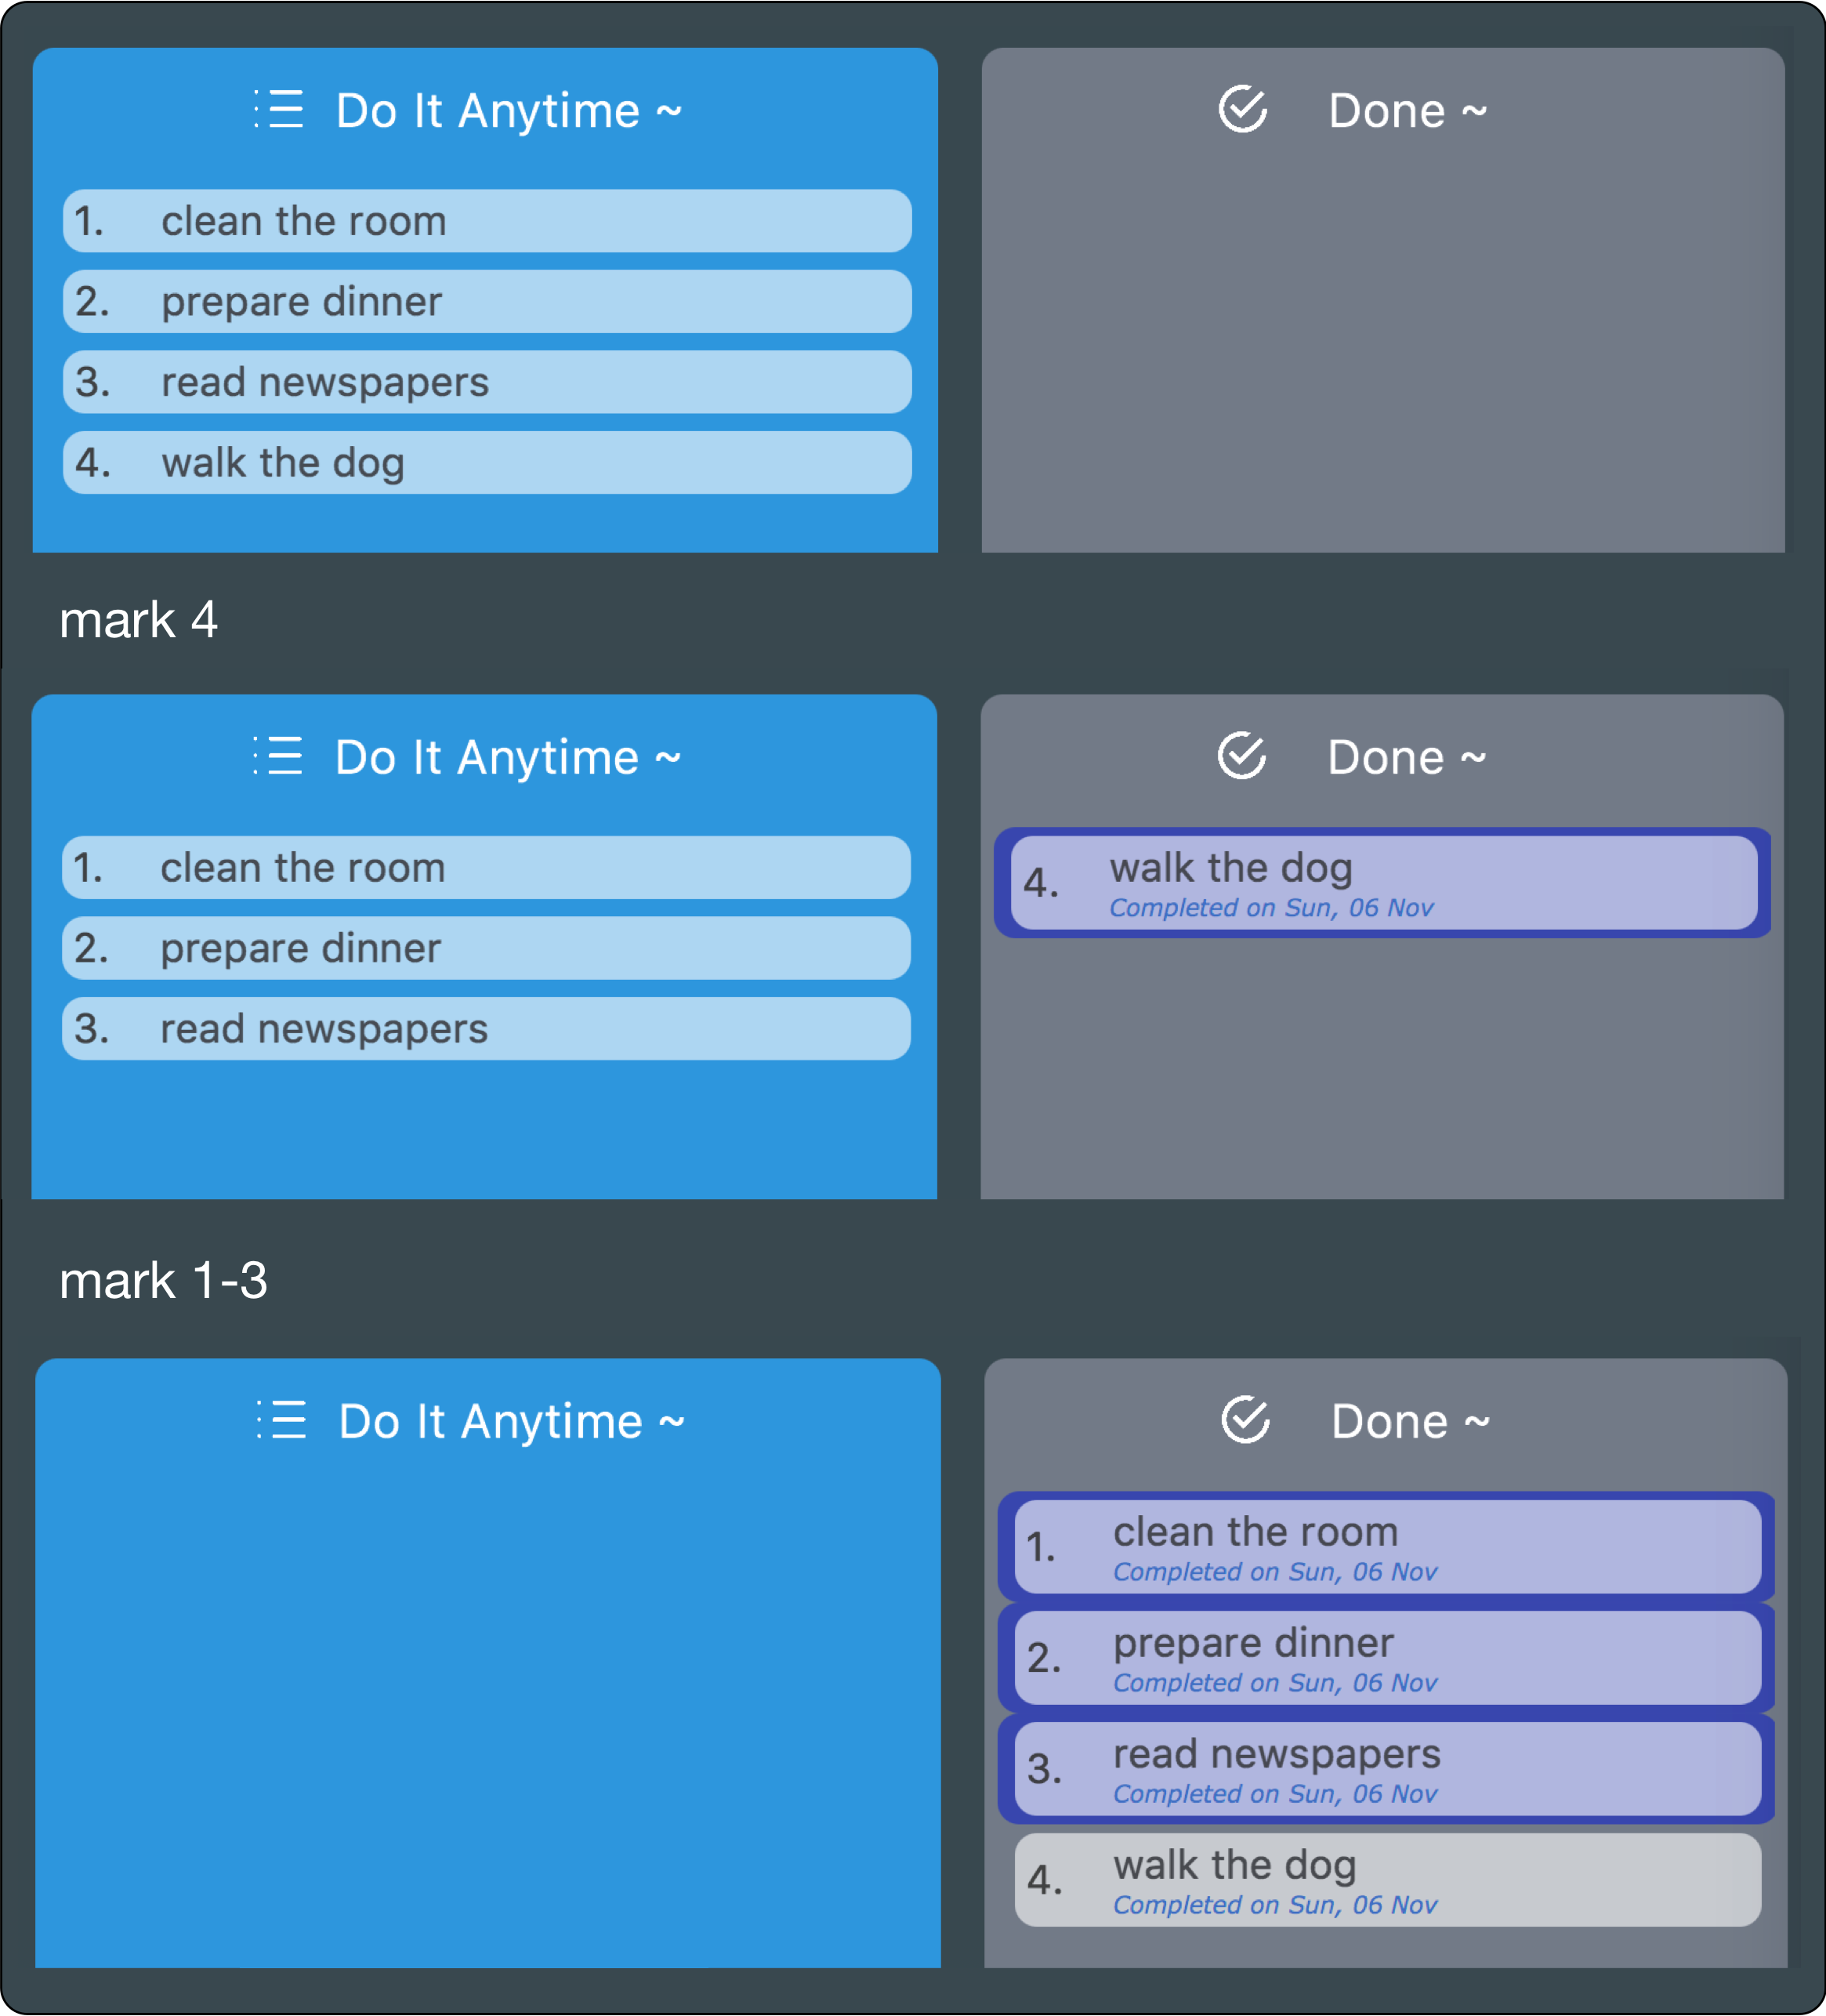 Do It Anytime ~
1. clean the room
2. prepare dinner
3. read newspapers
4. walk the dog
Done ~
mark 4
Do It Anytime ~
1. clean the room
2. prepare dinner
3. read newspapers
Done ~
4. walk the dog
Completed on Sun, 06 Nov
mark 1-3
Do It Anytime ~
Done ~
1. clean the room
Completed on Sun, 06 Nov
2. prepare dinner
Completed on Sun, 06 Nov
3. read newspapers
Completed on Sun, 06 Nov
4. walk the dog
Completed on Sun, 06 Nov